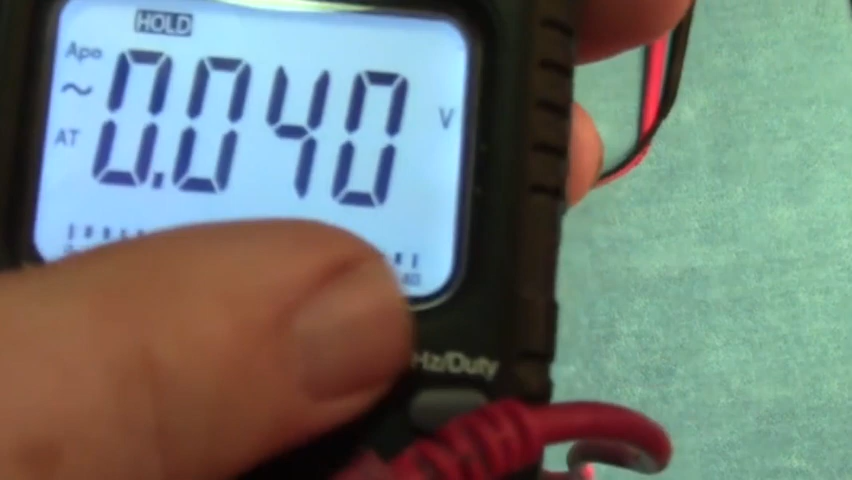 HOLD
Apo
~ 0.040 V
AT
Hz/Duty